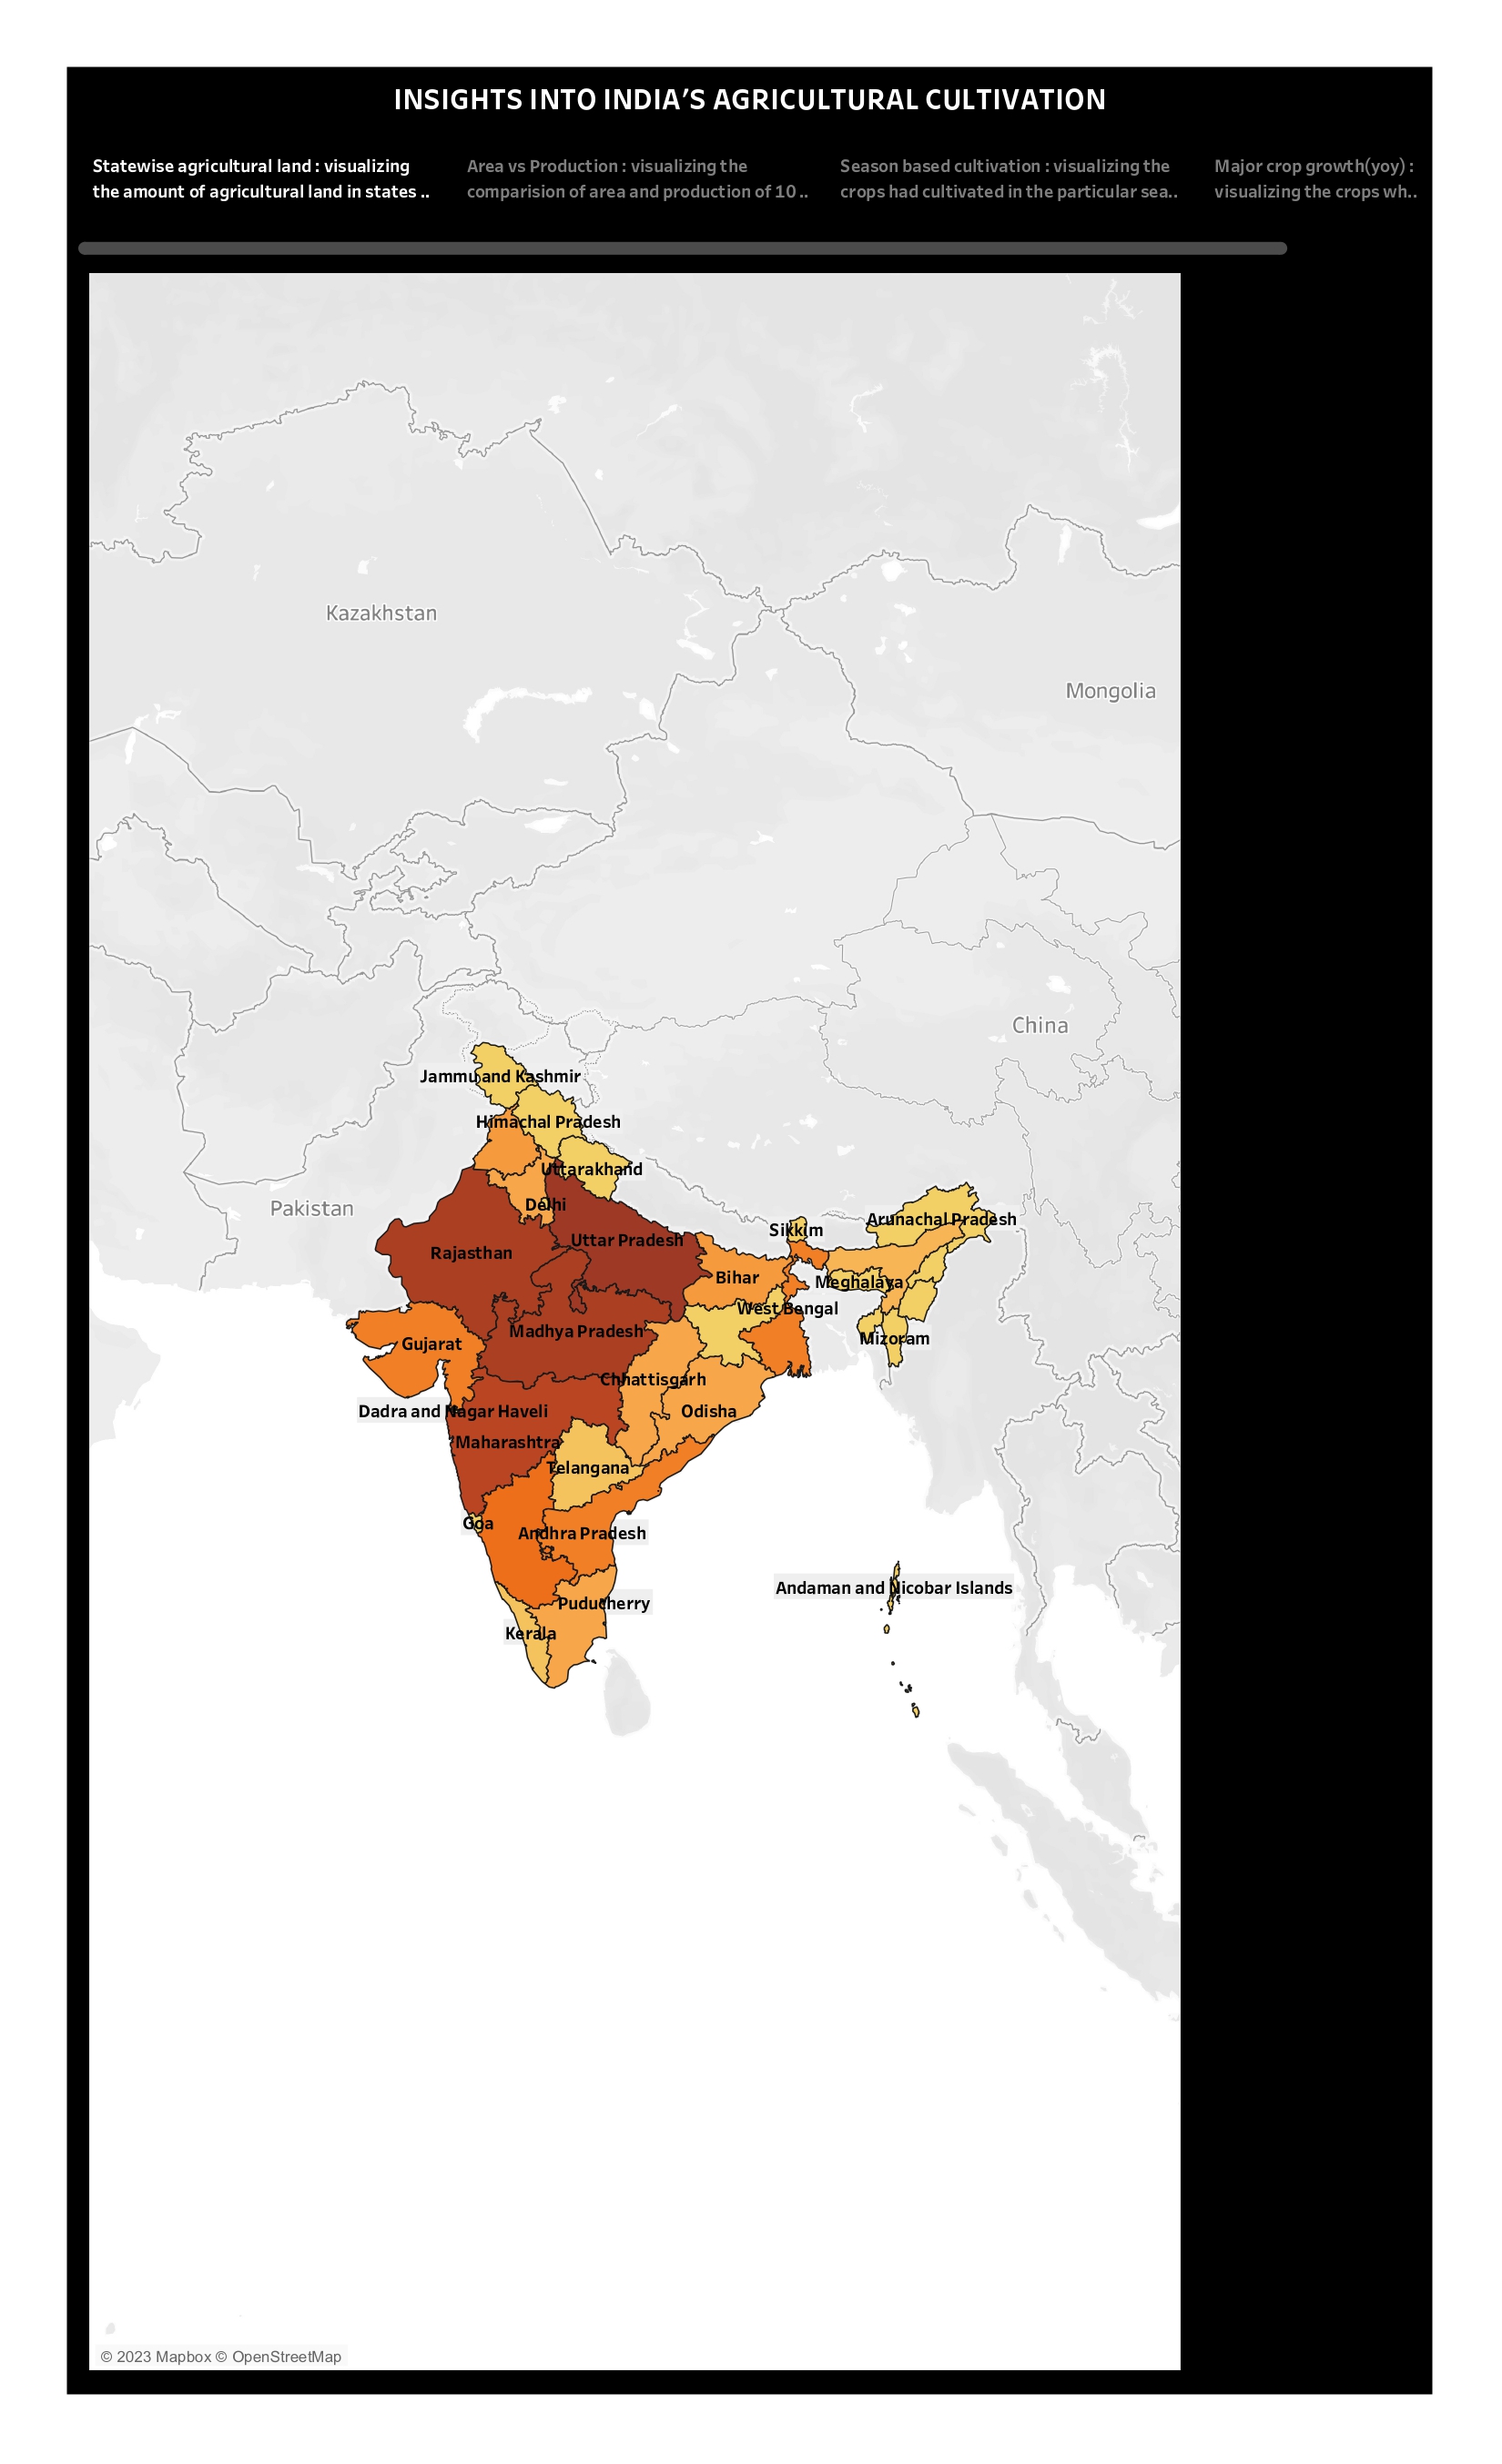 INSIGHTS INTO INDIA’S AGRICULTURAL CULTIVATION
Statewise agricultural land : visualizing
the amount of agricultural land in states ..
Area vs Production : visualizing the
comparision of area and production of 10 ..
Season based cultivation : visualizing the
crops had cultivated in the particular sea..
Major crop growth(yoy) :
visualizing the crops wh..
Kazakhstan
Mongolia
China
Jammu and Kashmir
Himachal Pradesh
Uttarakhand
Pakistan
Delhi
Sikkim
Arunachal Pradesh
Rajasthan
Uttar Pradesh
Bihar
Meghalaya
West Bengal
Gujarat
Madhya Pradesh
Mizoram
Chhattisgarh
Dadra and Nagar Haveli
Odisha
Maharashtra
Telangana
Goa
Andhra Pradesh
Andaman and Nicobar Islands
Puducherry
Kerala
© 2023 Mapbox © OpenStreetMap